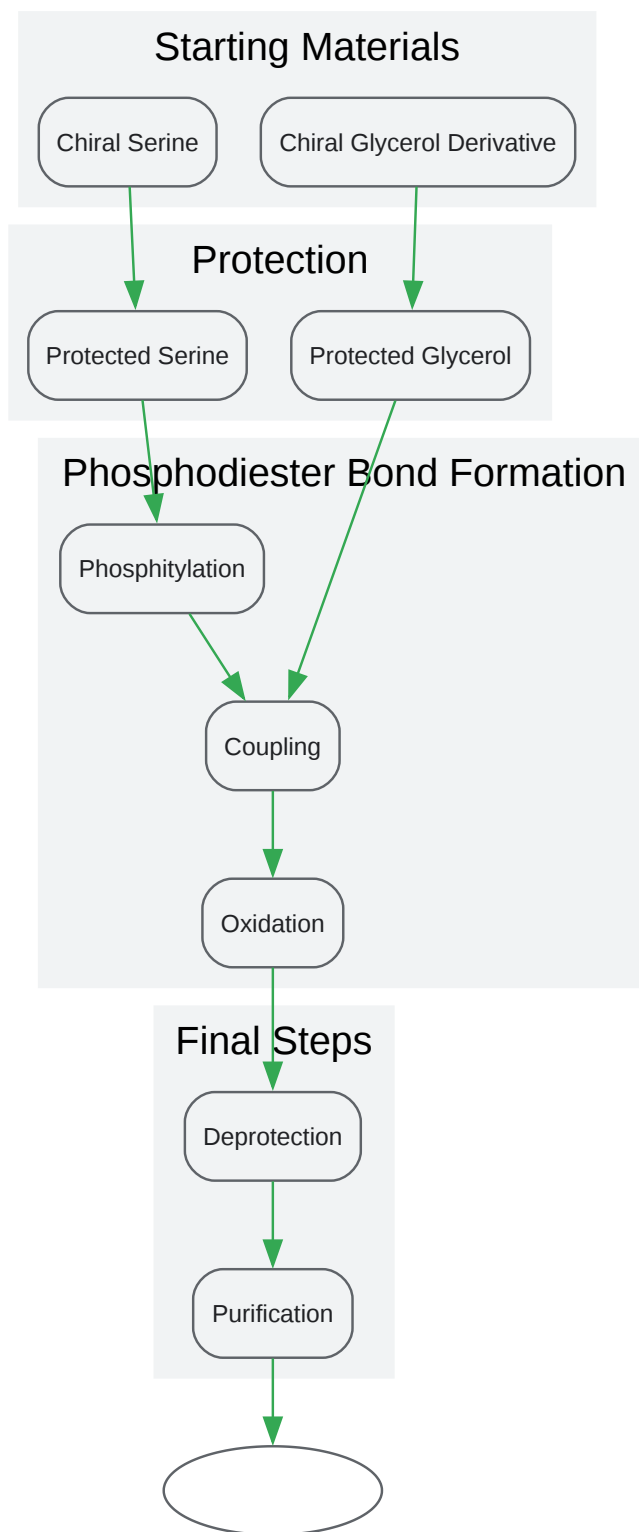 Starting Materials
Chiral Serine
Chiral Glycerol Derivative
Protection
Protected Serine
Protected Glycerol
Phosphodiester Bond Formation
Phosphitylation
Coupling
Oxidation
Final Steps
Deprotection
Purification